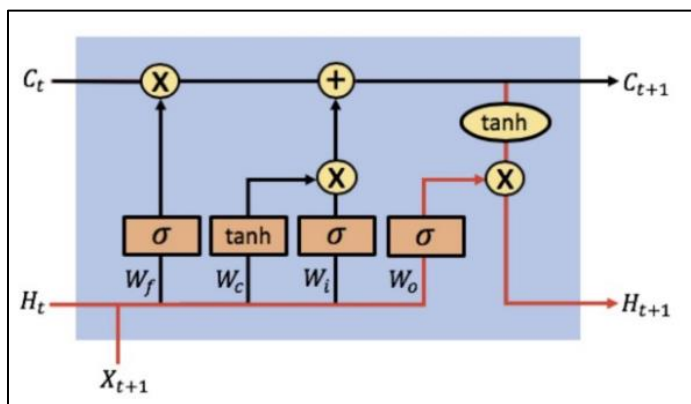 X + 
C_t C_{t+1}
tanh
X X
σ tanh σ σ
W_f W_c W_i W_o
H_t H_{t+1}
X_{t+1}